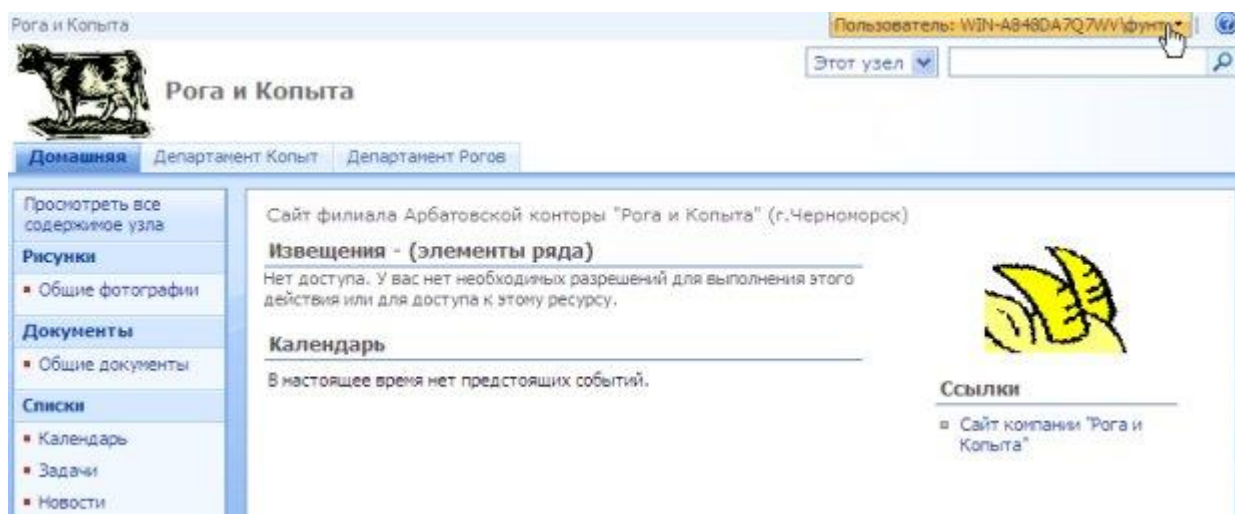 Рога и Копыта
Пользователь: WIN-A848DA7Q7WV\фунт
Этот узел
Рога и Копыта
Домашняя Департамент Копыт Департамент Рогов
Просмотреть все
содержимое узла
Рисунки
Общие фотографии
Документы
Общие документы
Списки
Календарь
Задачи
Новости
Сайт филиала Арбатовской конторы "Рога и Копыта" (г.Черноморск)
Извещения - (элементы ряда)
Нет доступа. У вас нет необходимых разрешений для выполнения этого
действия или для доступа к этому ресурсу.
Календарь
В настоящее время нет предстоящих событий.
Ссылки
Сайт компании "Рога и
Копыта"